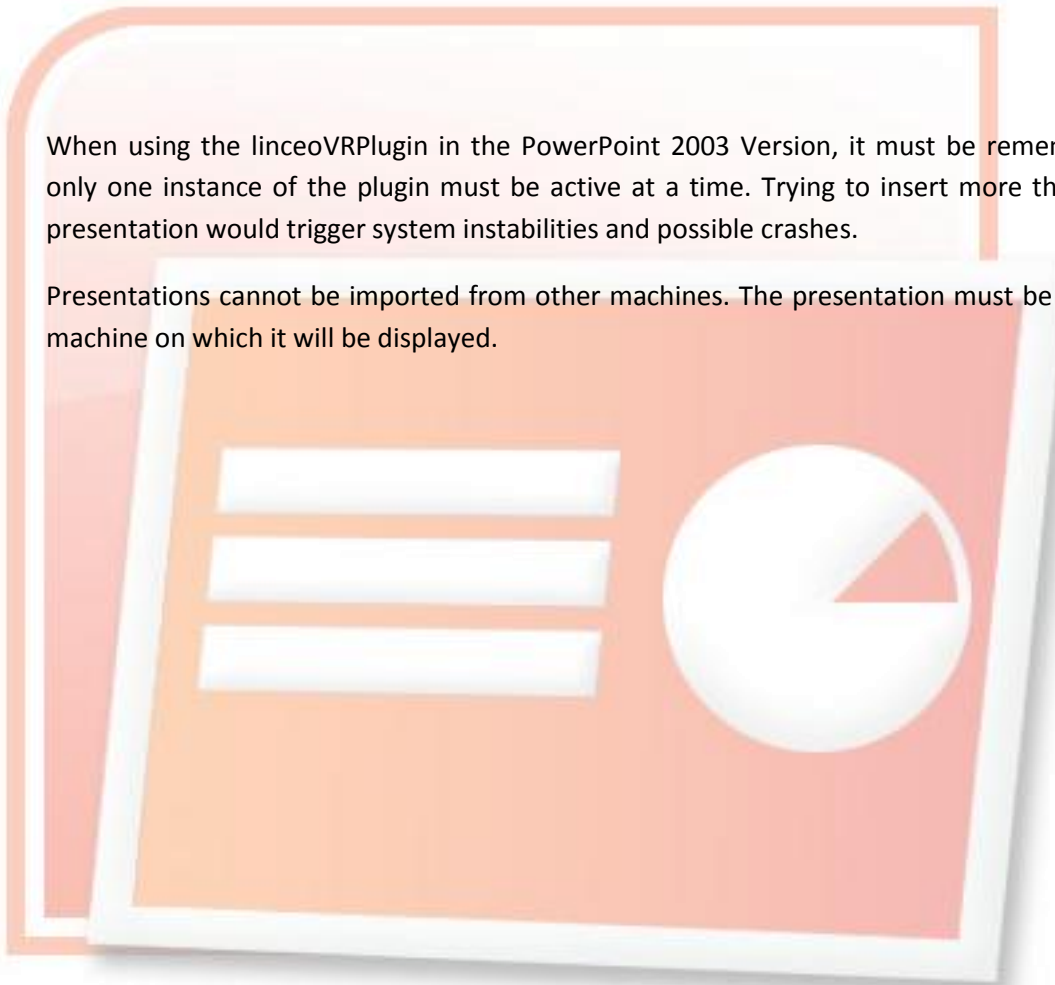 When using the linceoVRPlugin in the PowerPoint 2003 Version, it must be
only one instance of the plugin must be active at a time. Trying to insert more
presentation would trigger system instabilities and possible crashes.
Presentations cannot be imported from other machines. The presentation must be
machine on which it will be displayed.